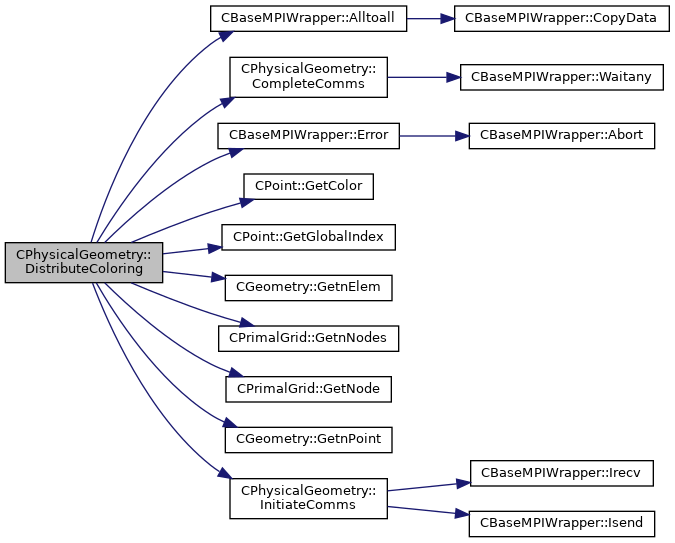 CBaseMPIWrapper::Alltoall
CBaseMPIWrapper::CopyData
CPhysicalGeometry::
CompleteComms
CBaseMPIWrapper::Waitany
CBaseMPIWrapper::Error
CBaseMPIWrapper::Abort
CPoint::GetColor
CPoint::GetGlobalIndex
CPhysicalGeometry::
DistributeColoring
CGeometry::GetnElem
CPrimalGrid::GetnNodes
CPrimalGrid::GetNode
CGeometry::GetnPoint
CPhysicalGeometry::
InitiateComms
CBaseMPIWrapper::Irecv
CBaseMPIWrapper::Isend